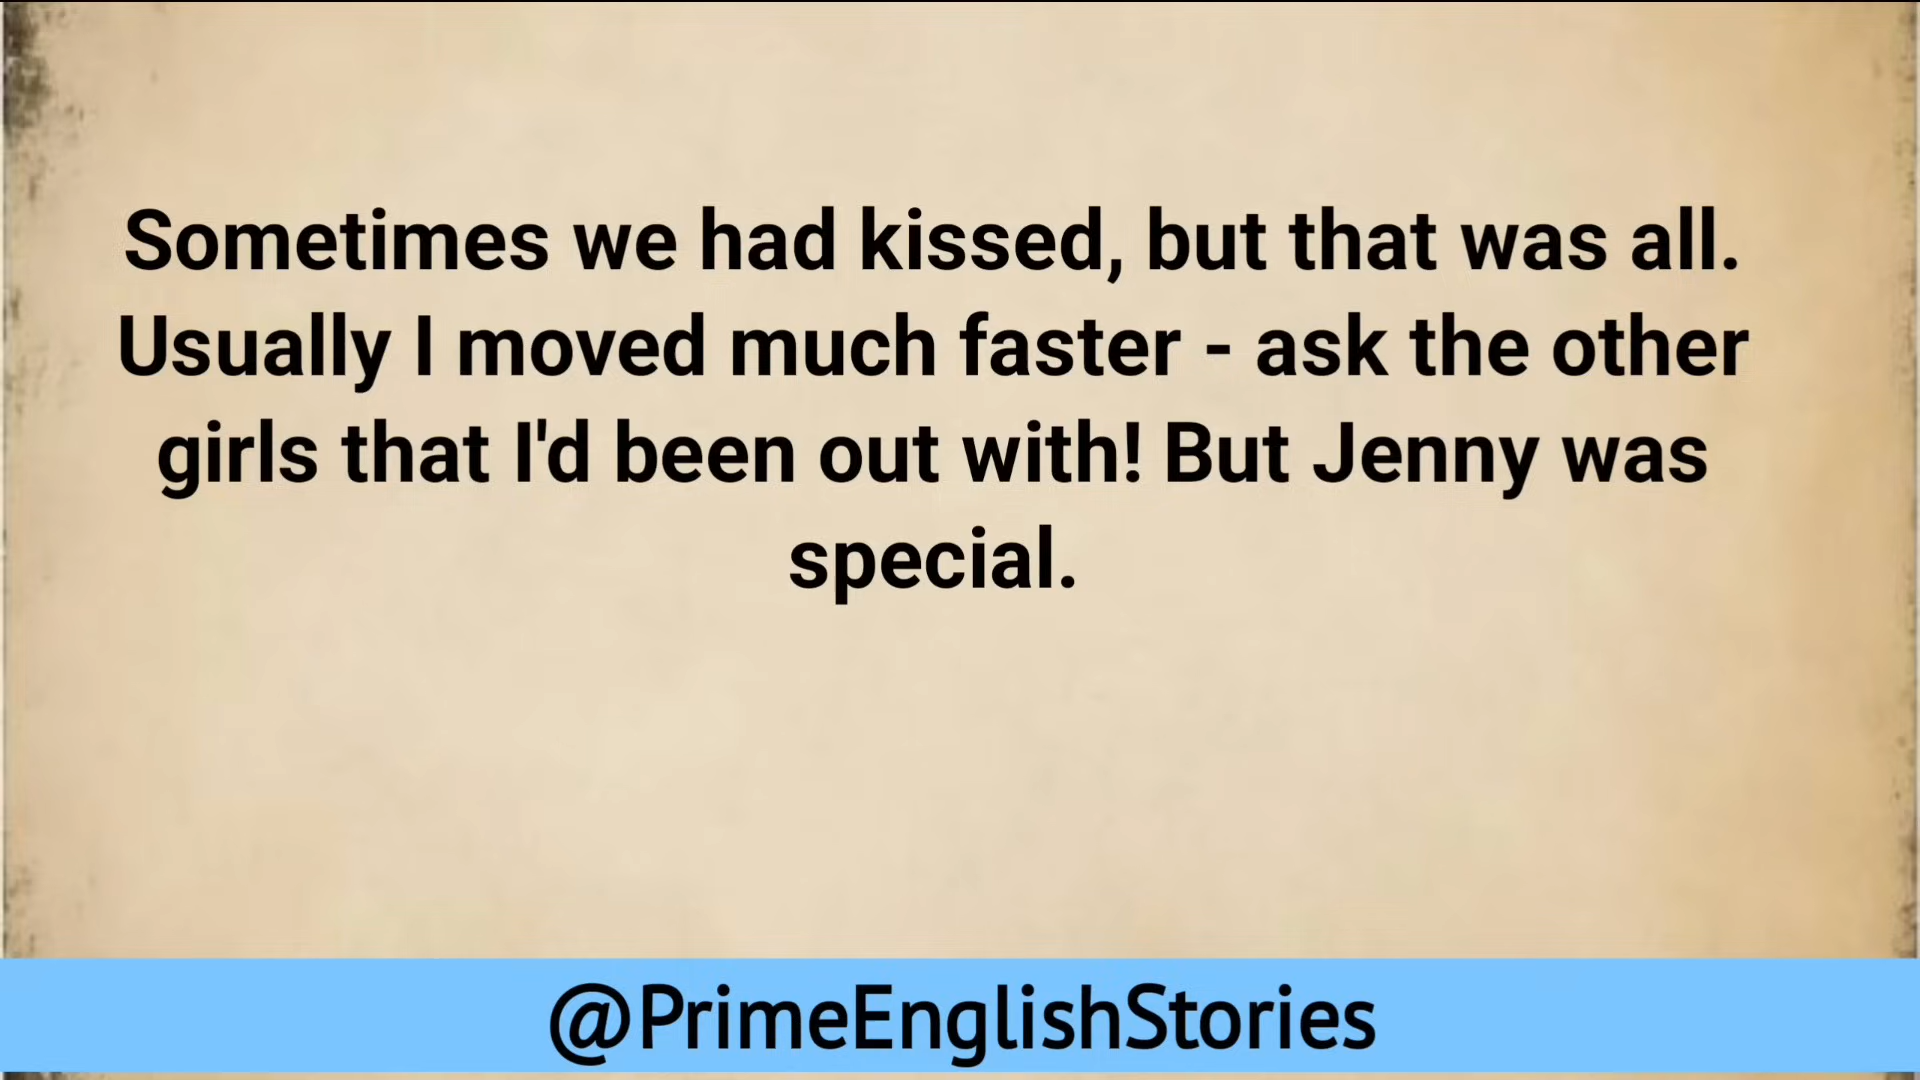 Sometimes we had kissed, but that was all.
Usually I moved much faster - ask the other
girls that I'd been out with! But Jenny was
special.
@PrimeEnglishStories